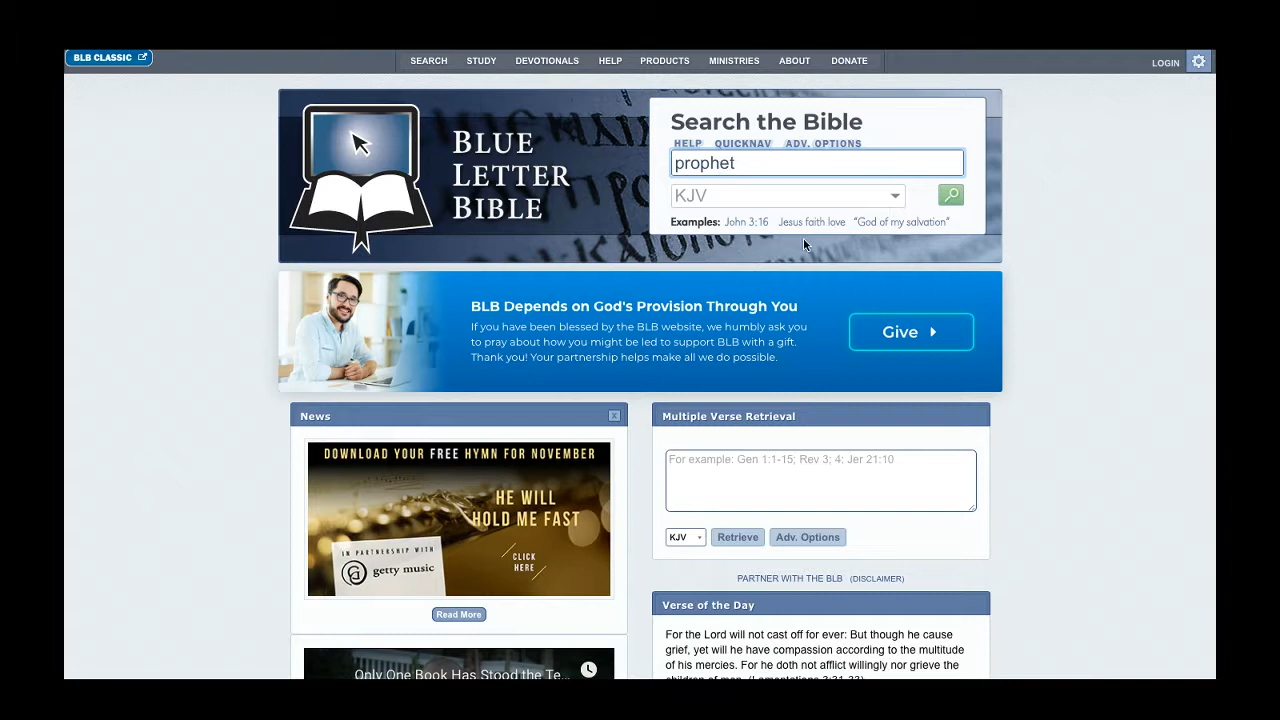 BLB CLASSIC
SEARCH STUDY DEVOTIONALS HELP PRODUCTS MINISTRIES ABOUT DONATE
LOGIN
BLUE
LETTER
BIBLE
Search the Bible
HELP QUICKNAV ADV. OPTIONS
prophet
KJV
Examples: John 3:16 Jesus faith love "God of my salvation"
BLB Depends on God's Provision Through You
If you have been blessed by the BLB website, we humbly ask you
to pray about how you might be led to support BLB with a gift.
Thank you! Your partnership helps make all we do possible.
Give
News
DOWNLOAD YOUR FREE HYMN FOR NOVEMBER
HE WILL
HOLD ME FAST
IN PARTNERSHIP WITH
G getty music
CLICK
HERE
Read More
Only One Book Has Stood the Te...
Multiple Verse Retrieval
For example: Gen 1:1-15; Rev 3; 4; Jer 21:10
KJV Retrieve Adv. Options
PARTNER WITH THE BLB (DISCLAIMER)
Verse of the Day
For the Lord will not cast off for ever: But though he cause
grief, yet will he have compassion according to the multitude
of his mercies. For he doth not afflict willingly nor grieve the
children of men. (Lamentations 3:31-33)